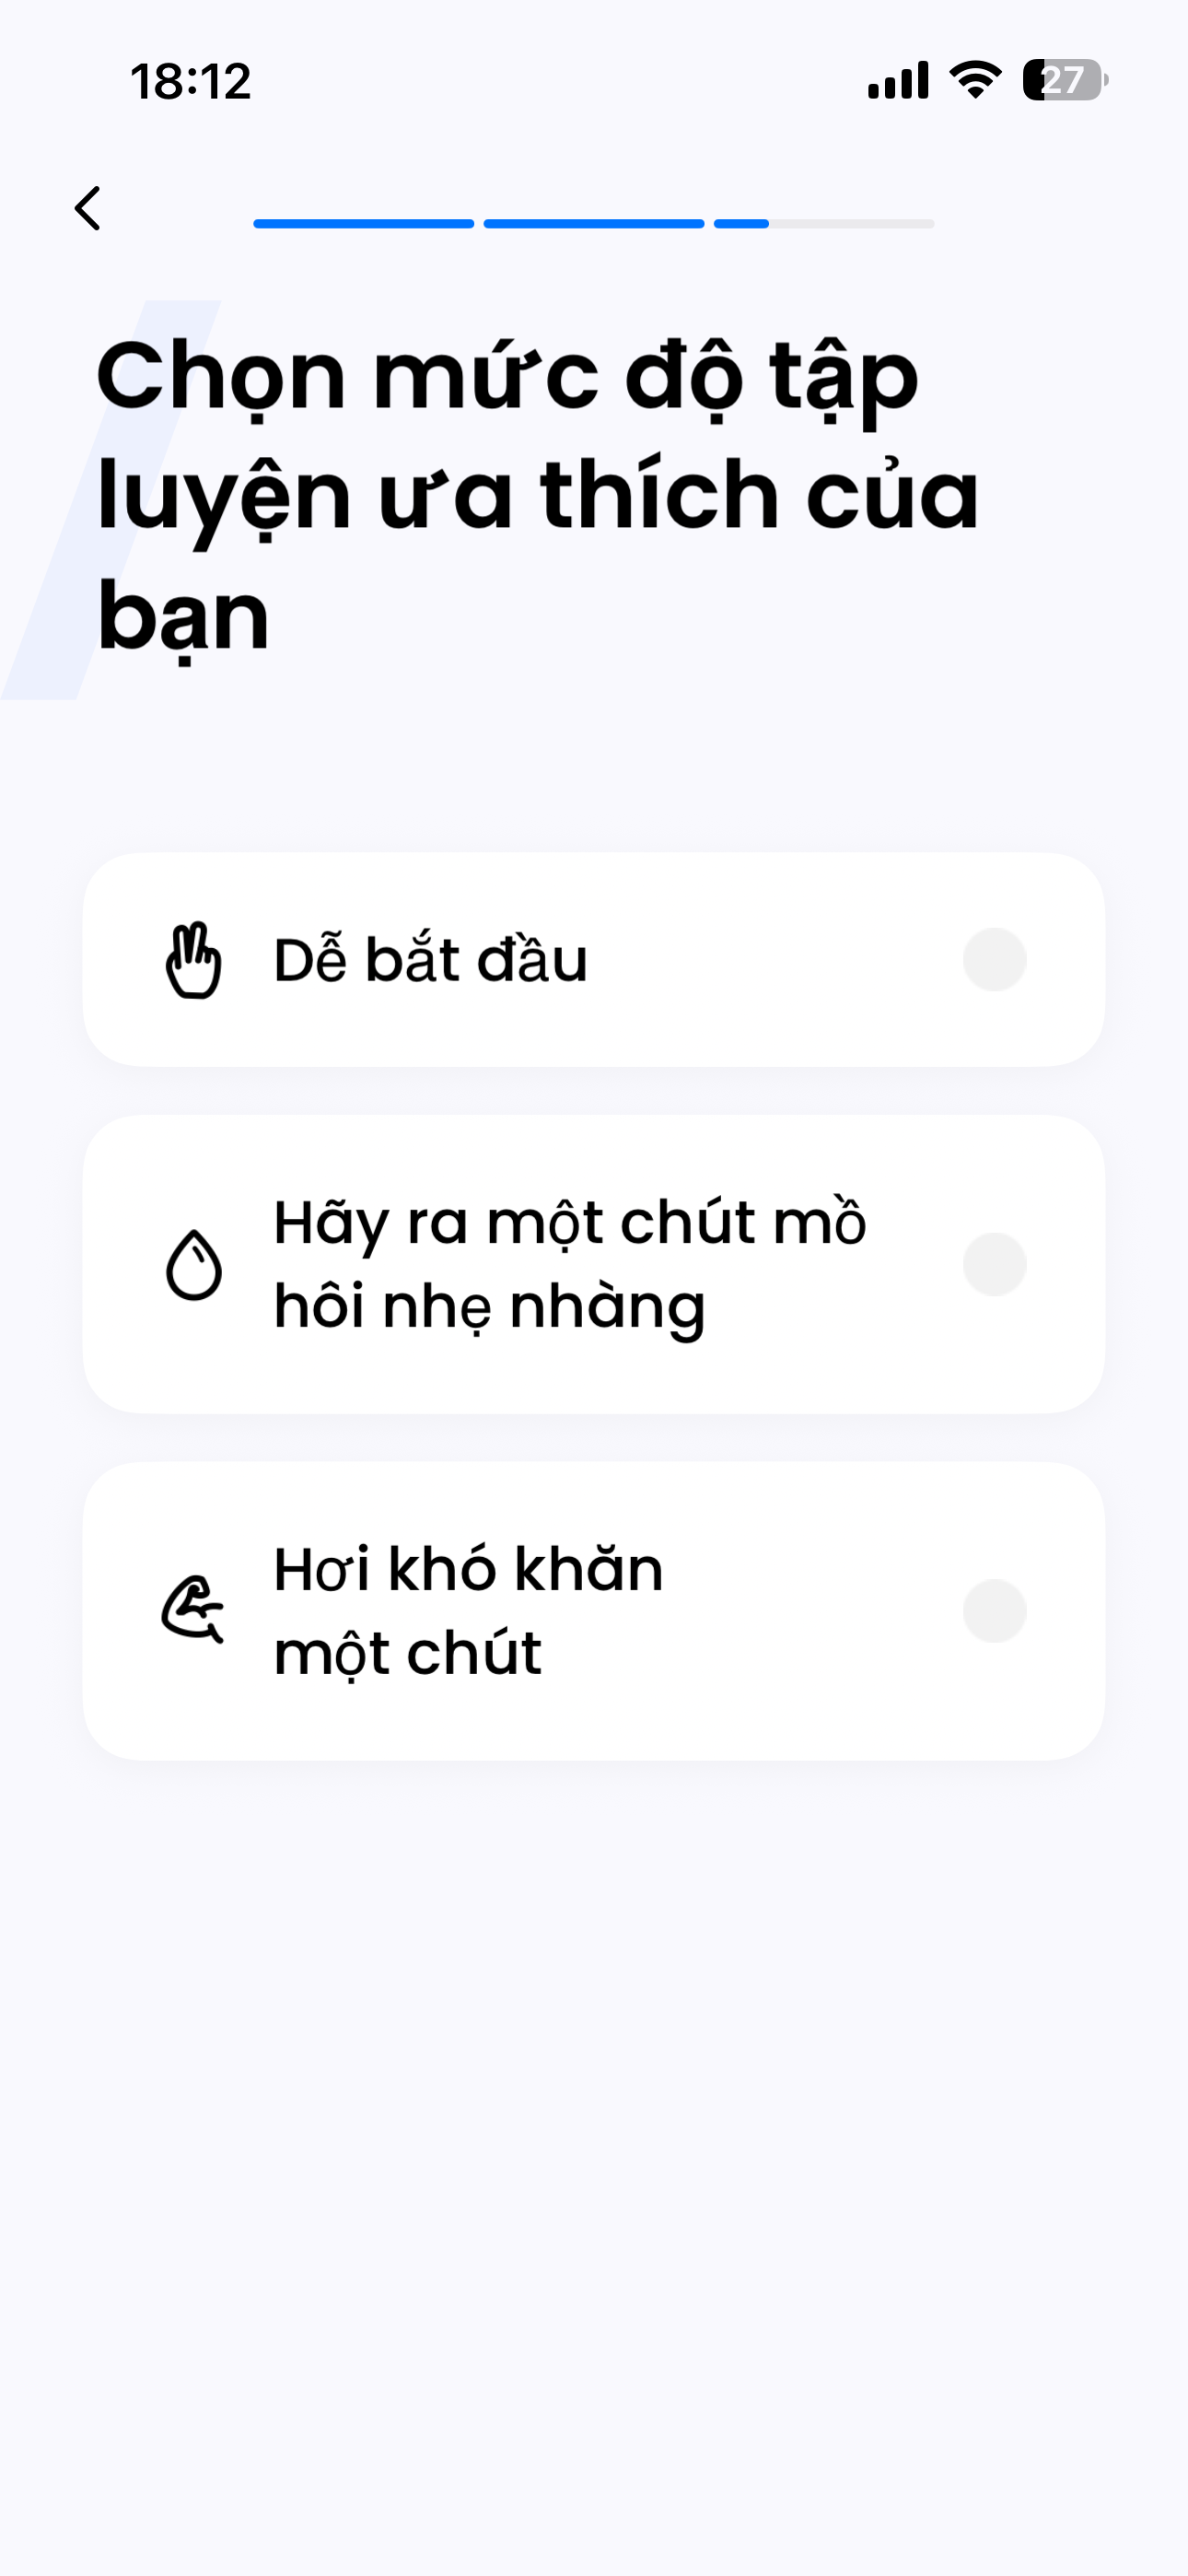 18:12
27
Chọn mức độ tập
luyện ưa thích của
bạn
Dễ bắt đầu
Hãy ra một chút mồ
hôi nhẹ nhàng
Hơi khó khăn
một chút